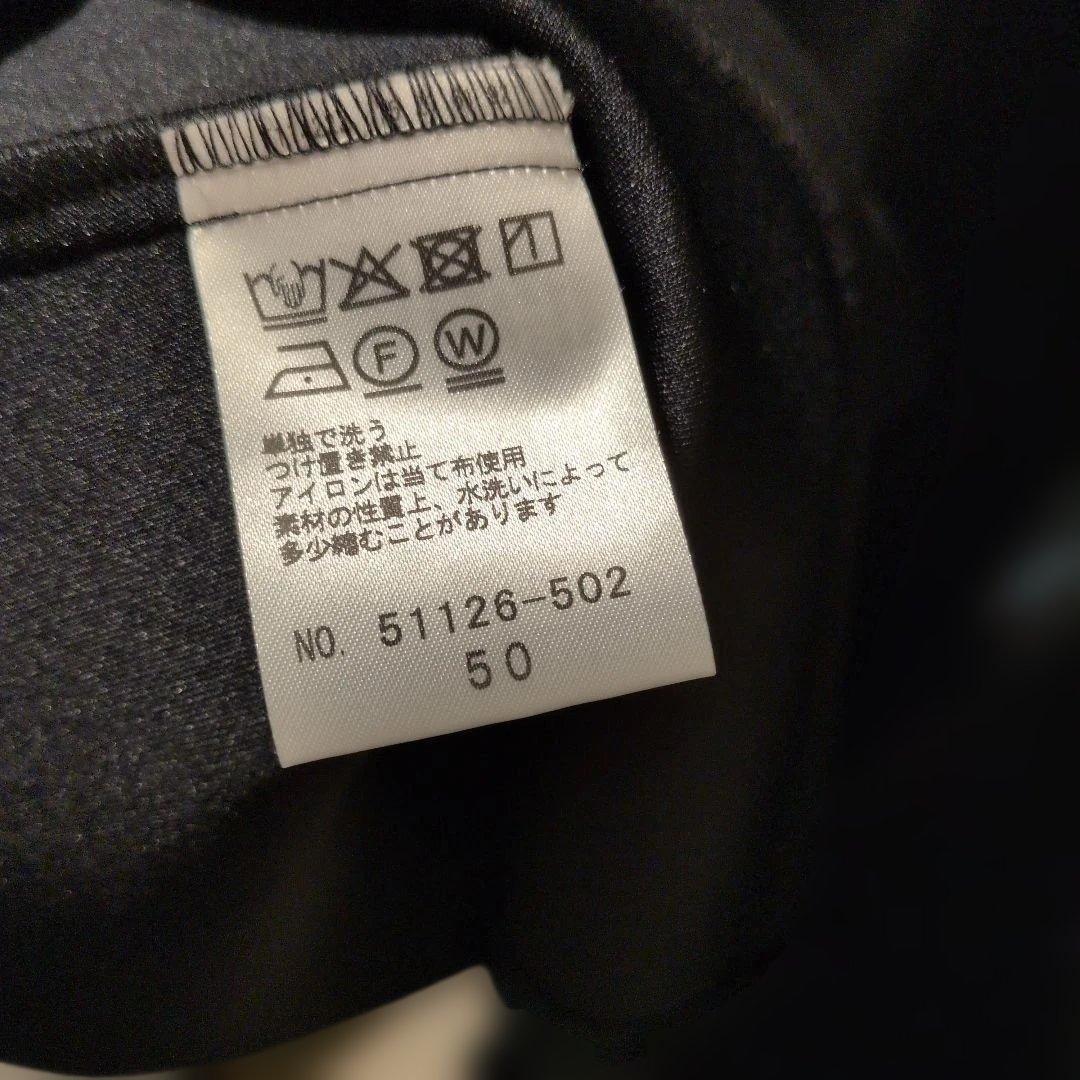 F W
単独で洗う
つけ置き禁止
アイロンは当て布使用
素材の性質上、水洗いによって
多少縮むことがあります
NO. 51126-502
50